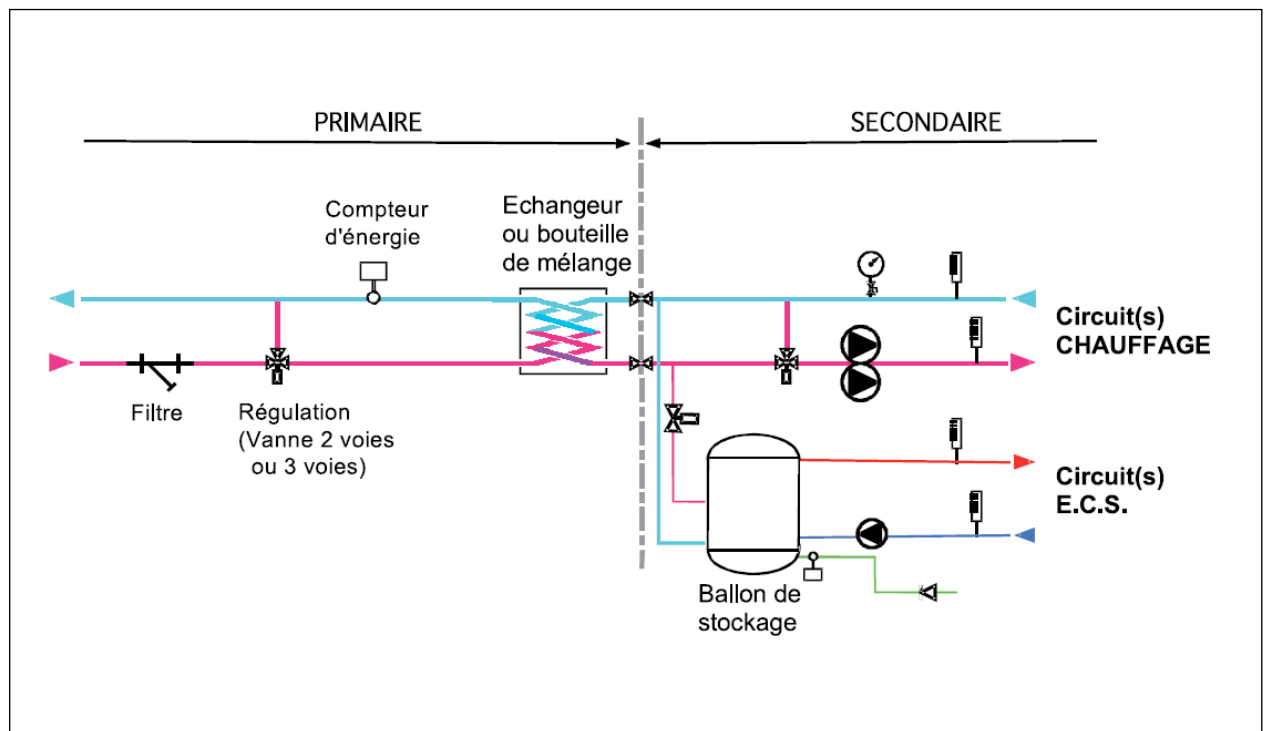 PRIMAIRE
SECONDAIRE
Compteur
d'énergie
Echangeur
ou bouteille
de mélange
Circuit(s)
CHAUFFAGE
Filtre
Régulation
(Vanne 2 voies
ou 3 voies)
Circuit(s)
E.C.S.
Ballon de
stockage